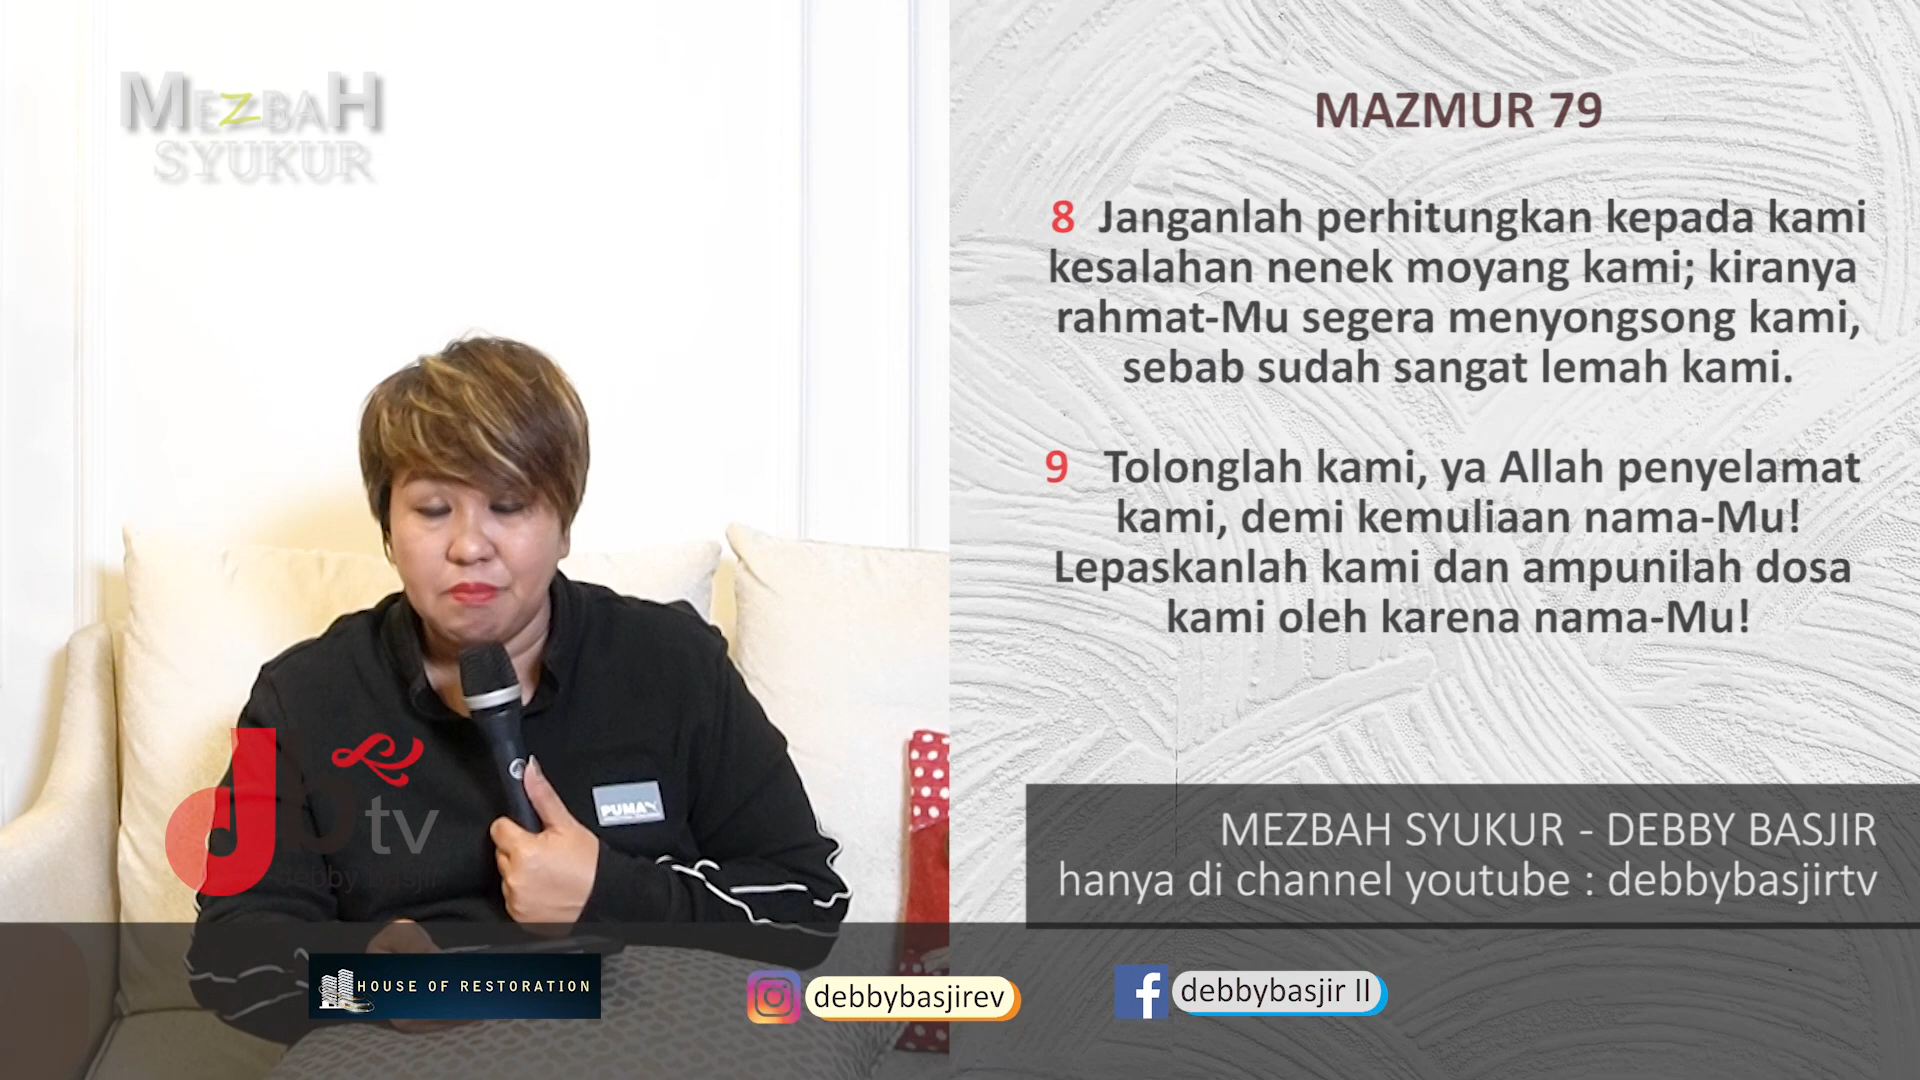 MEZBAH
SYUKUR
MAZMUR 79
8 Janganlah perhitungkan kepada kami
kesalahan nenek moyang kami; kiranya
rahmat-Mu segera menyongsong kami,
sebab sudah sangat lemah kami.
9 Tolonglah kami, ya Allah penyelamat
kami, demi kemuliaan nama-Mu!
Lepaskanlah kami dan ampunilah dosa
kami oleh karena nama-Mu!
PUMA
db tv
debby basjir
MEZBAH SYUKUR - DEBBY BASJIR
hanya di channel youtube : debbybasjirtv
HOUSE OF RESTORATION
debbybasjirev
debbybasjir II